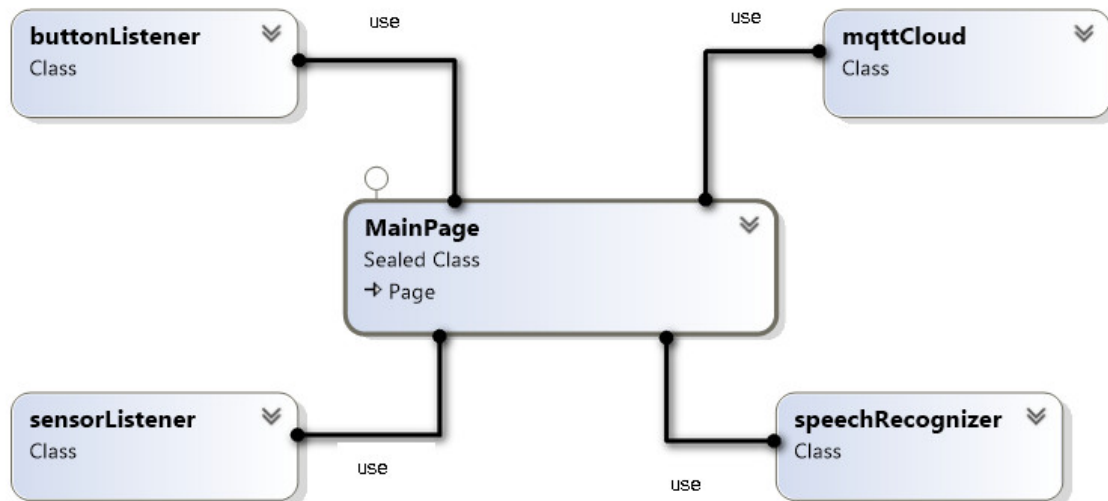 use
use
buttonListener
Class
mqttCloud
Class
MainPage
Sealed Class
Page
sensorListener
Class
speechRecognizer
Class
use
use